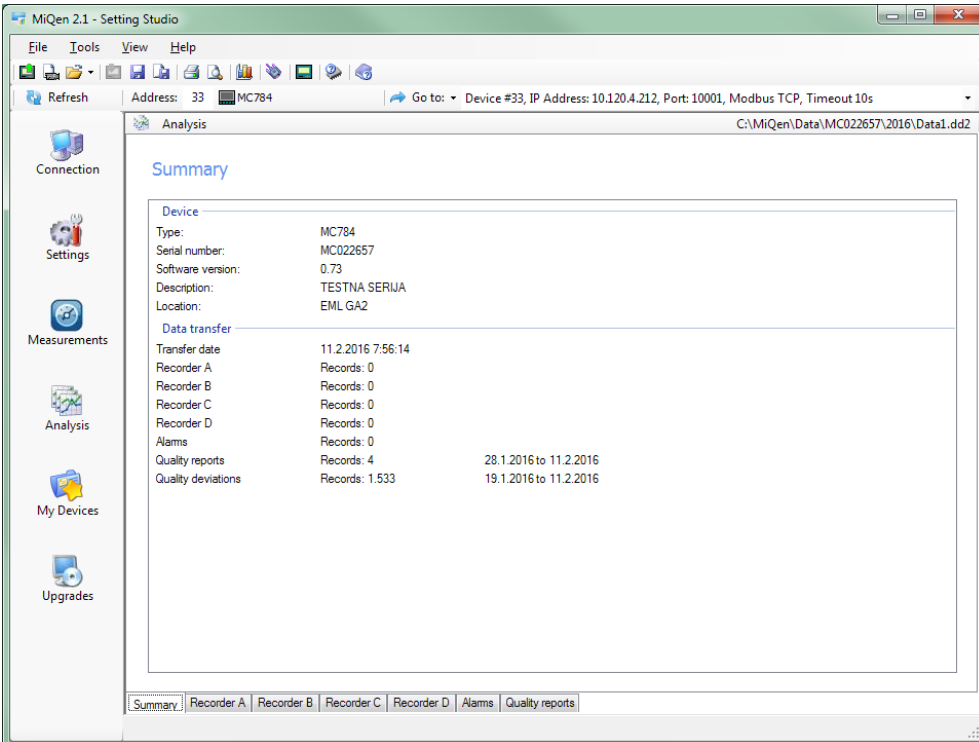 MiQen 2.1 - Setting Studio
File Tools View Help
Refresh Address: 33 MC784 Go to: Device #33, IP Address: 10.120.4.212, Port: 10001, Modbus TCP, Timeout 10s
Analysis C:\MiQen\Data\MC022657\2016\Data1.dd2
Connection
Settings
Measurements
Analysis
My Devices
Upgrades
Summary
Device
Type: MC784
Serial number: MC022657
Software version: 0.73
Description: TESTNA SERIJA
Location: EML GA2
Data transfer
Transfer date 11.2.2016 7:56:14
Recorder A Records: 0
Recorder B Records: 0
Recorder C Records: 0
Recorder D Records: 0
Alarms Records: 0
Quality reports Records: 4 28.1.2016 to 11.2.2016
Quality deviations Records: 1.533 19.1.2016 to 11.2.2016
Summary Recorder A Recorder B Recorder C Recorder D Alarms Quality reports